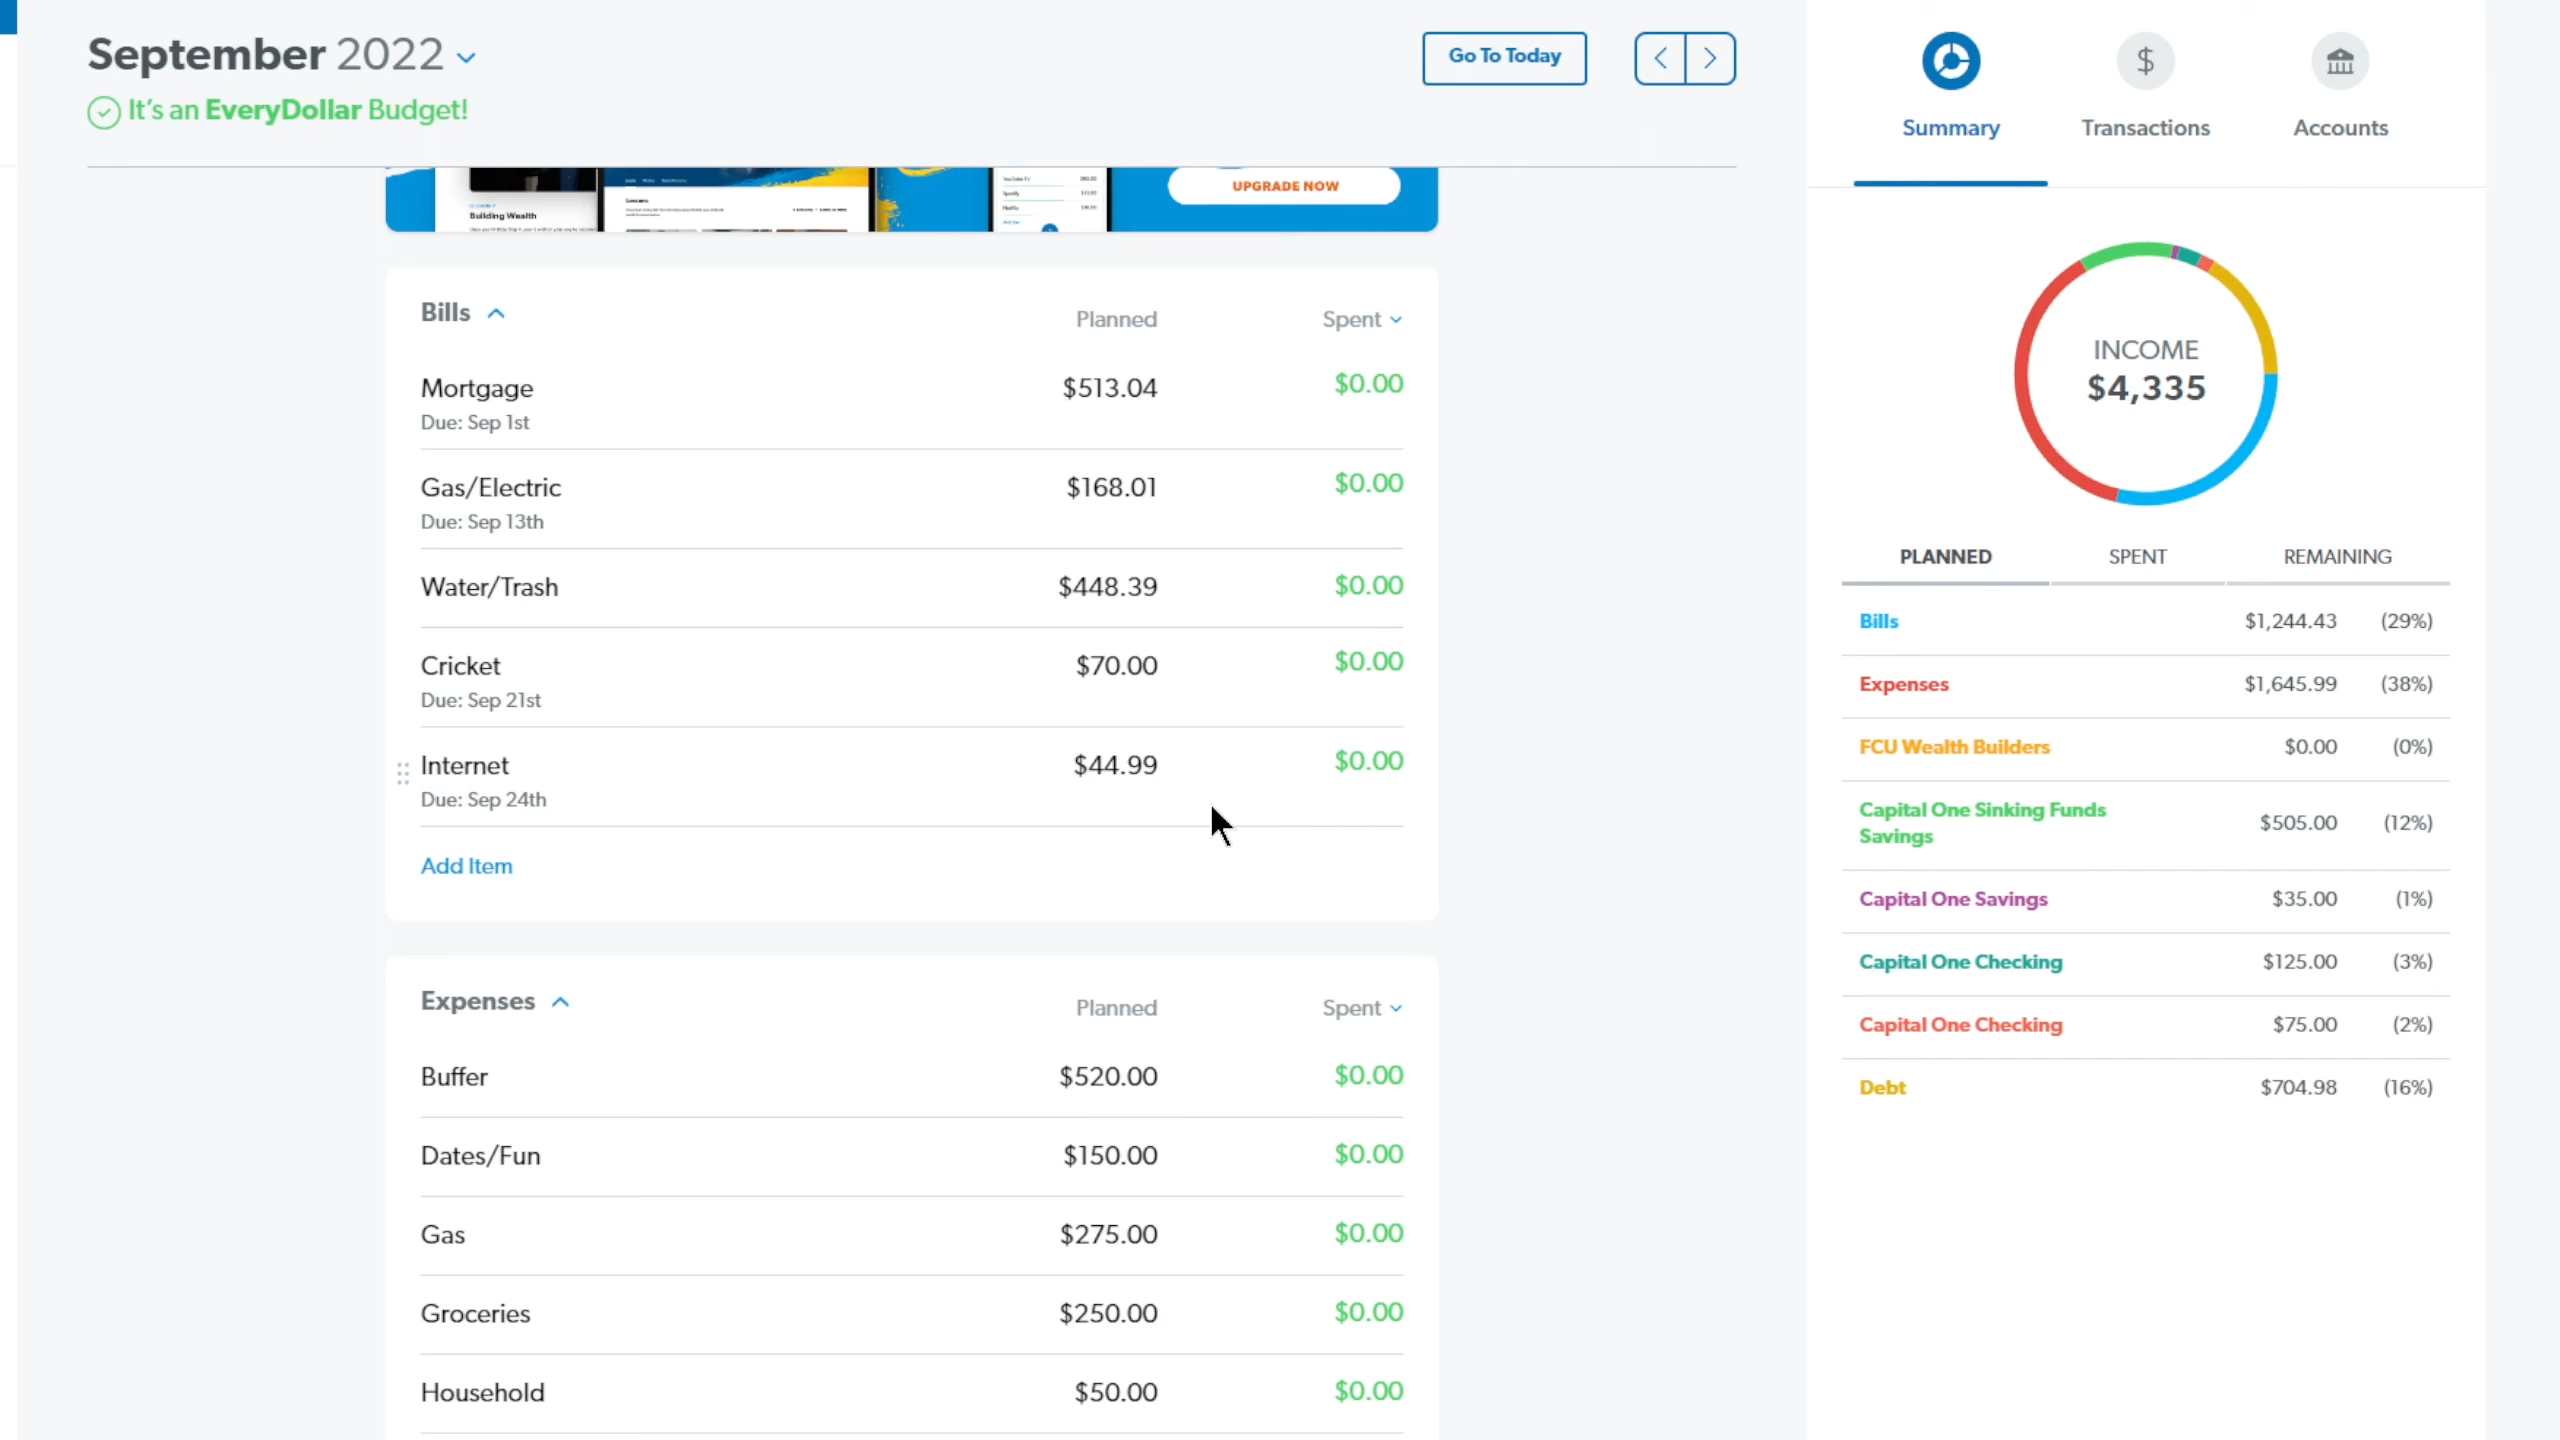 September 2022
It's an EveryDollar Budget!
Go To Today
UPGRADE NOW
Building Wealth
Spotify
Bills
Planned
Spent
Mortgage
$513.04
$0.00
Due: Sep 1st
Gas/Electric
$168.01
$0.00
Due: Sep 13th
Water/Trash
$448.39
$0.00
Cricket
$70.00
$0.00
Due: Sep 21st
Internet
$44.99
$0.00
Due: Sep 24th
Add Item
Expenses
Planned
Spent
Buffer
$520.00
$0.00
Dates/Fun
$150.00
$0.00
Gas
$275.00
$0.00
Groceries
$250.00
$0.00
Household
$50.00
$0.00
Summary
Transactions
Accounts
INCOME
$4,335
PLANNED
SPENT
REMAINING
Bills
$1,244.43
(29%)
Expenses
$1,645.99
(38%)
FCU Wealth Builders
$0.00
(0%)
Capital One Sinking Funds
Savings
$505.00
(12%)
Capital One Savings
$35.00
(1%)
Capital One Checking
$125.00
(3%)
Capital One Checking
$75.00
(2%)
Debt
$704.98
(16%)